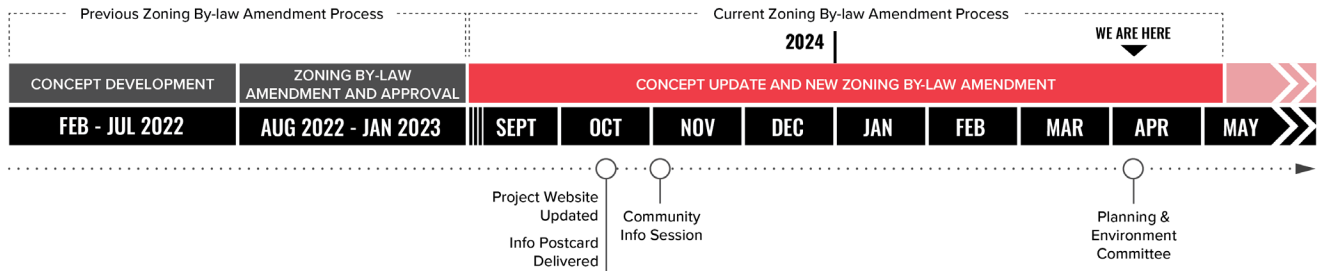 Previous Zoning By-law Amendment Process
Current Zoning By-law Amendment Process
2024
WE ARE HERE
CONCEPT DEVELOPMENT
ZONING BY-LAW
AMENDMENT AND APPROVAL
CONCEPT UPDATE AND NEW ZONING BY-LAW AMENDMENT
FEB - JUL 2022
AUG 2022 - JAN 2023
SEPT
OCT
NOV
DEC
JAN
FEB
MAR
APR
MAY
Project Website
Updated
Info Postcard
Delivered
Community
Info Session
Planning &
Environment
Committee